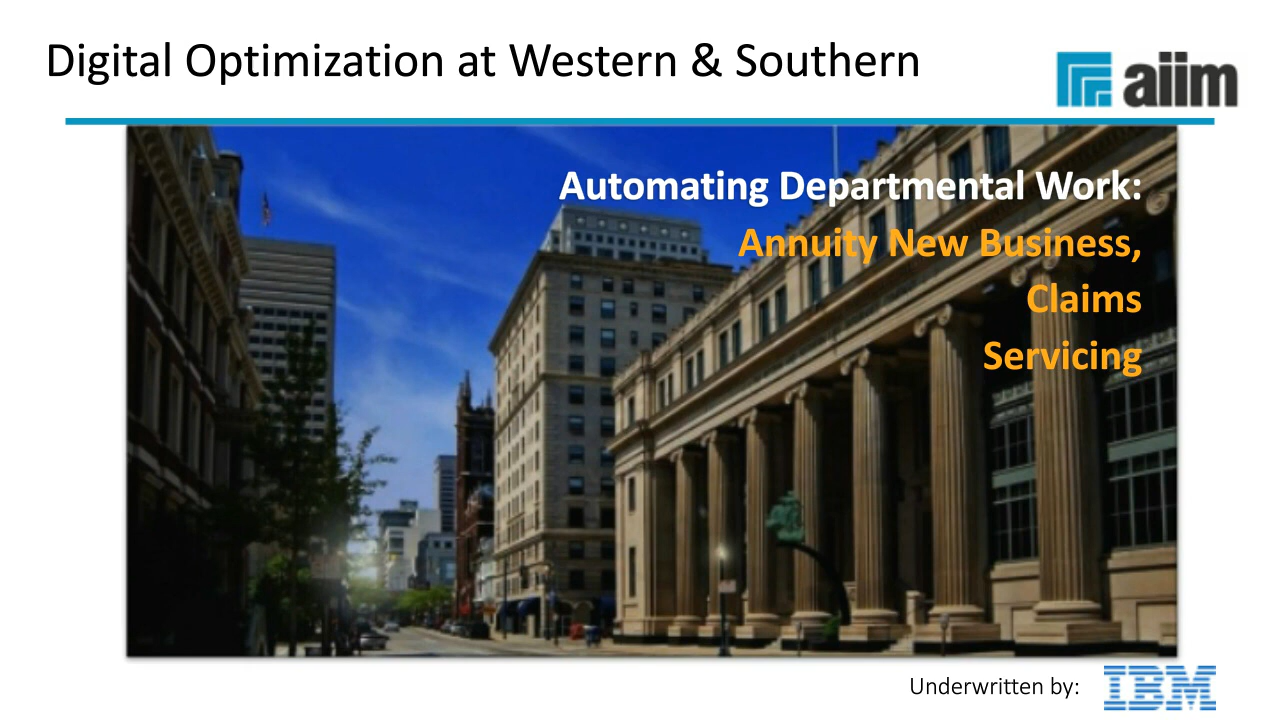 Digital Optimization at Western & Southern
aiim
Automating Departmental Work:
Annuity New Business,
Claims
Servicing
Underwritten by:
IBM